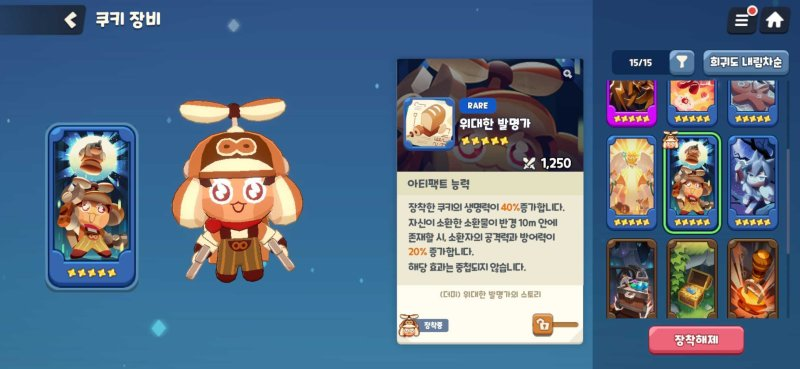 쿠키 장비
15/15
희귀도 내림차순
RARE
위대한 발명가
1,250
아티팩트 능력
장착한 쿠키의 생명력이 40%증가합니다.
자신이 소환한 소환물이 반경 10m 안에
존재할 시, 소환자의 공격력과 방어력이
20% 증가합니다.
해당 효과는 중첩되지 않습니다.
(더미) 위대한 발명가의 스토리
장착중
장착해제